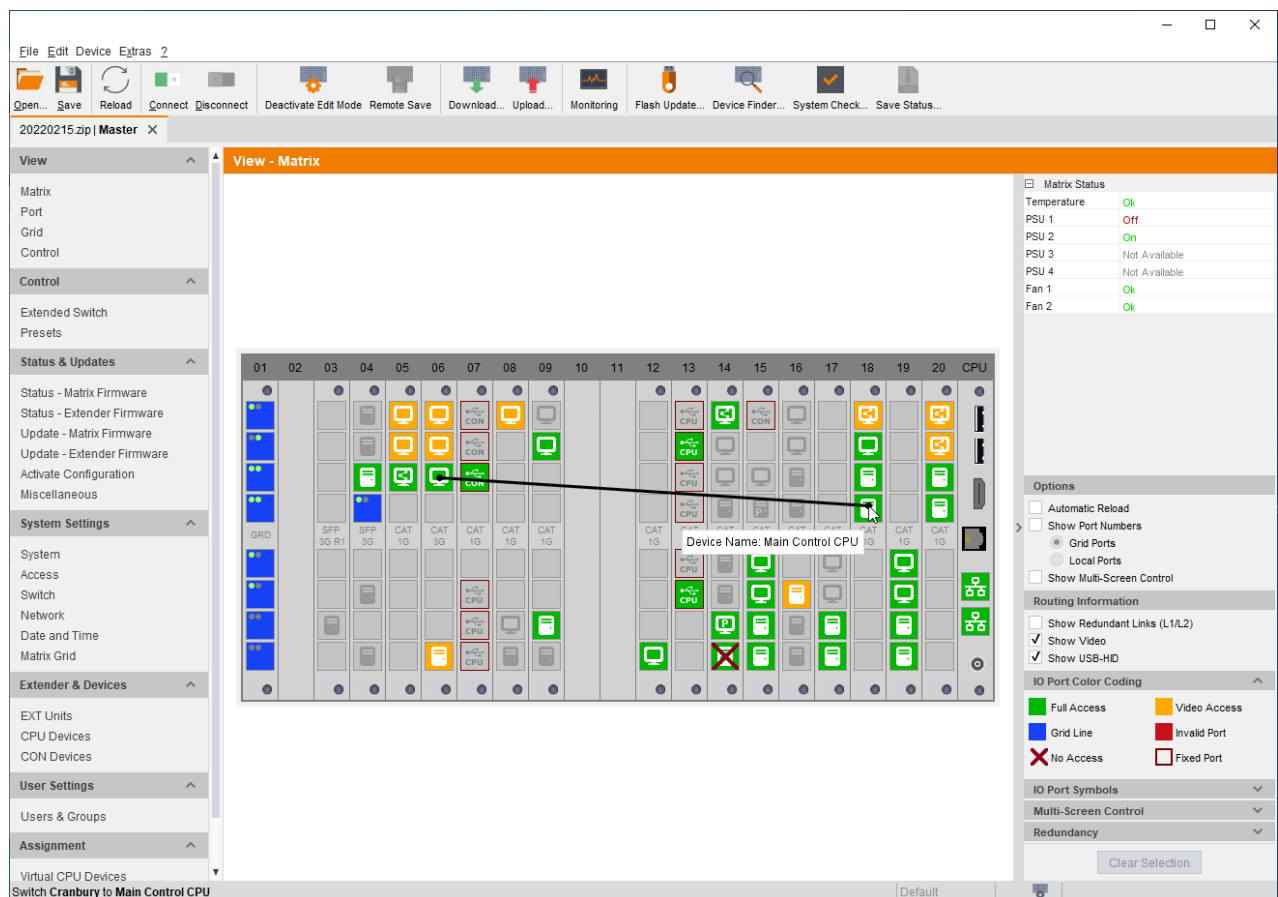 File Edit Device Extras ?
Open... Save Reload Connect Disconnect Deactivate Edit Mode Remote Save Download... Upload... Monitoring Flash Update... Device Finder... System Check... Save Status...
20220215.zip | Master
View
Matrix
Port
Grid
Control
Control
Extended Switch
Presets
Status & Updates
Status - Matrix Firmware
Status - Extender Firmware
Update - Matrix Firmware
Update - Extender Firmware
Activate Configuration
Miscellaneous
System Settings
System
Access
Switch
Network
Date and Time
Matrix Grid
Extender & Devices
EXT Units
CPU Devices
CON Devices
User Settings
Users & Groups
Assignment
Virtual CPU Devices
View - Matrix
01 02 03 04 05 06 07 08 09 10 11 12 13 14 15 16 17 18 19 20 CPU
CON CPU CON
CON CPU
CON CPU
CPU P
GRD SFP 3G R1 SFP 3G CAT 1G CAT 3G CAT 1G CAT 1G CAT 1G CAT 1G CAT 1G CAT 1G
Device Name: Main Control CPU
CPU
CPU CPU
CPU P
CPU
Matrix Status
Temperature Ok
PSU 1 Off
PSU 2 On
PSU 3 Not Available
PSU 4 Not Available
Fan 1 Ok
Fan 2 Ok
Options
Automatic Reload
Show Port Numbers
Grid Ports
Local Ports
Show Multi-Screen Control
Routing Information
Show Redundant Links (L1/L2)
Show Video
Show USB-HID
IO Port Color Coding
Full Access Video Access
Grid Line Invalid Port
No Access Fixed Port
IO Port Symbols
Multi-Screen Control
Redundancy
Clear Selection
Switch Cranbury to Main Control CPU
Default